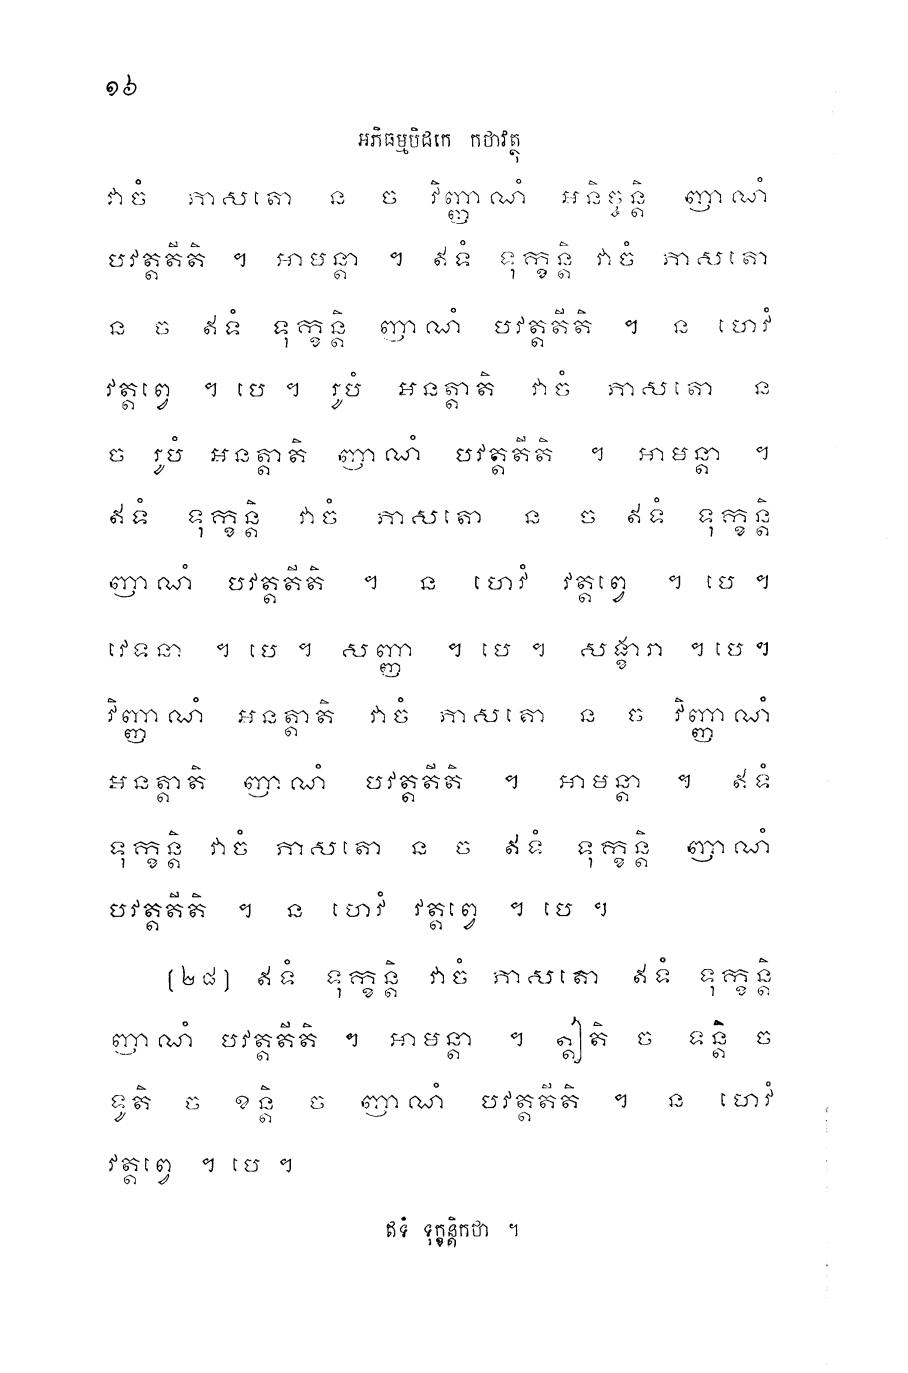 ១៦
អភិធម្មបិដកេ កថាវត្ថុ
វាចំ ភាសតោ ន ច វិញ្ញាណំ អនិច្ចន្តិ ញាណំ
បវត្តតីតិ ។ អាមន្តា ។ ឥទំ ទុក្ខន្តិ វាចំ ភាសតោ
ន ច ឥទំ ទុក្ខន្តិ ញាណំ បវត្តតីតិ ។ ន ហេវំ
វត្តព្វេ ។ បេ ។ រូបំ អនត្តាតិ វាចំ ភាសតោ ន
ច រូបំ អនត្តាតិ ញាណំ បវត្តតីតិ ។ អាមន្តា ។
ឥទំ ទុក្ខន្តិ វាចំ ភាសតោ ន ច ឥទំ ទុក្ខន្តិ
ញាណំ បវត្តតីតិ ។ ន ហេវំ វត្តព្វេ ។ បេ ។
វេទនា ។ បេ ។ សញ្ញា ។ បេ ។ សង្ខារា ។ បេ ។
វិញ្ញាណំ អនត្តាតិ វាចំ ភាសតោ ន ច វិញ្ញាណំ
អនត្តាតិ ញាណំ បវត្តតីតិ ។ អាមន្តា ។ ឥទំ
ទុក្ខន្តិ វាចំ ភាសតោ ន ច ឥទំ ទុក្ខន្តិ ញាណំ
បវត្តតីតិ ។ ន ហេវំ វត្តព្វេ ។ បេ ។
(២៨) ឥទំ ទុក្ខន្តិ វាចំ ភាសតោ ឥទំ ទុក្ខន្តិ
ញាណំ បវត្តតីតិ ។ អាមន្តា ។ ឦតិ ច ទន្តិ ច
ទូតិ ច ខន្តិ ច ញាណំ បវត្តតីតិ ។ ន ហេវំ
វត្តព្វេ ។ បេ ។
ឥទំ ទុក្ខន្តិកថា ។